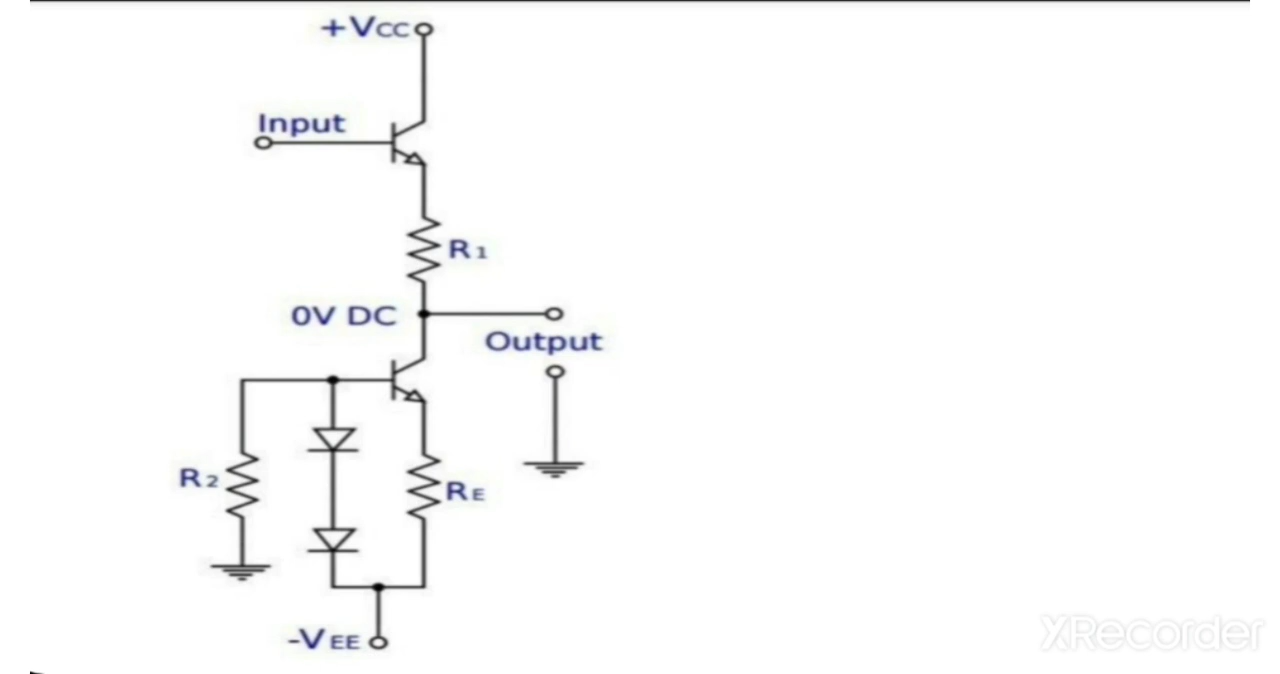 +VCC
Input
R1
0V DC
Output
R2
RE
-VEE
XRecorder